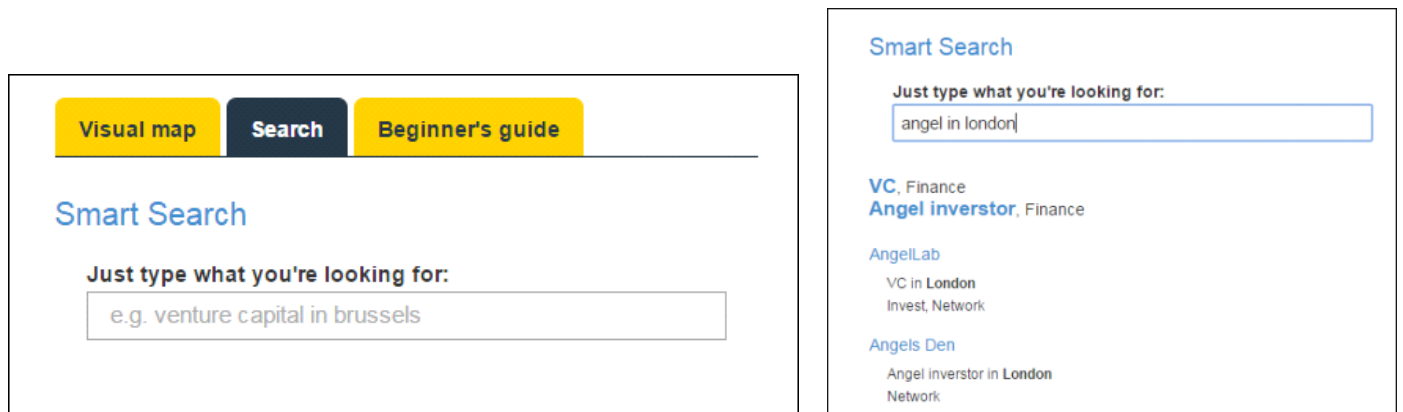 Visual map Search Beginner's guide
Smart Search
Just type what you're looking for:
e.g. venture capital in brussels
Smart Search
Just type what you're looking for:
angel in london
VC, Finance
Angel inverstor, Finance
AngelLab
VC in London
Invest, Network
Angels Den
Angel inverstor in London
Network